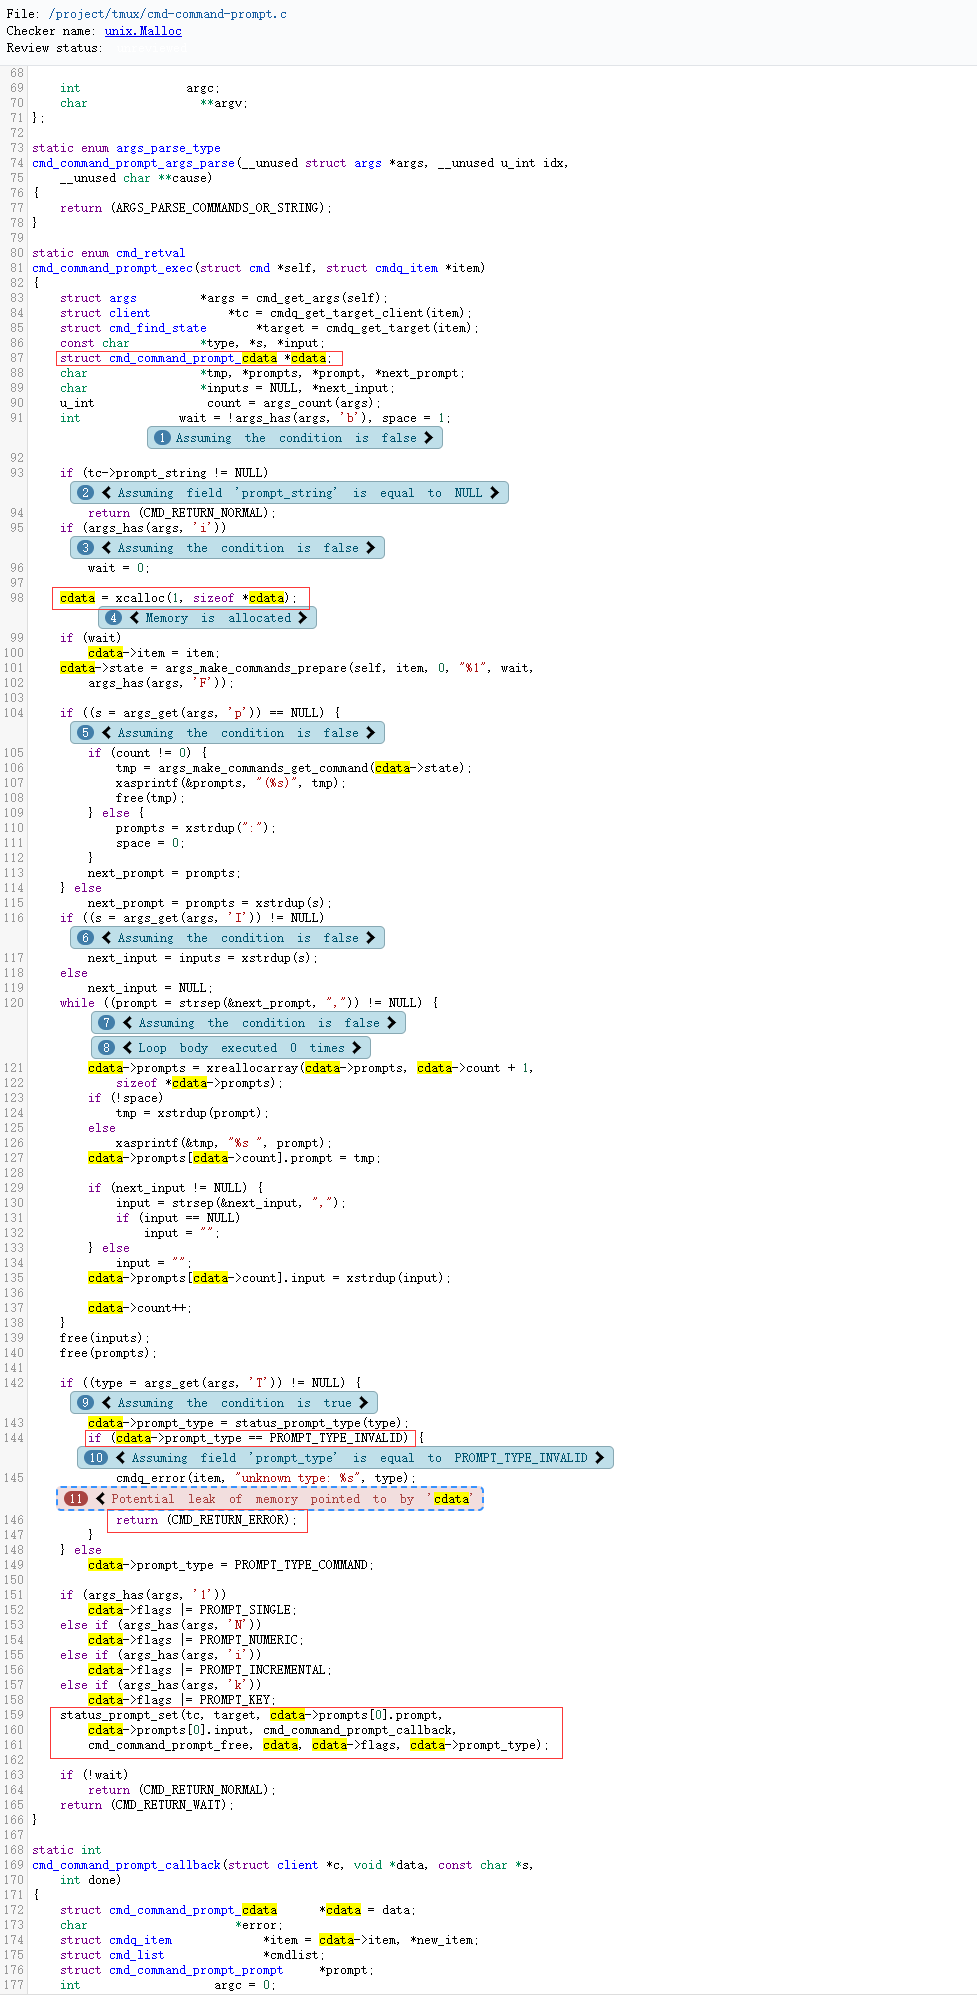 File: /project/tmux/cmd-command-prompt.c
Checker name: unix.Malloc
Review status:
68
69     int               argc;
70     char                **argv;
71 };
72
73 static enum args_parse_type
74 cmd_command_prompt_args_parse(__unused struct args *args, __unused u_int idx,
75     __unused char **cause)
76 {
77     return (ARGS_PARSE_COMMANDS_OR_STRING);
78 }
79
80 static enum cmd_retval
81 cmd_command_prompt_exec(struct cmd *self, struct cmdq_item *item)
82 {
83     struct args         *args = cmd_get_args(self);
84     struct client           *tc = cmdq_get_target_client(item);
85     struct cmd_find_state       *target = cmdq_get_target(item);
86     const char          *type, *s, *input;
87     struct cmd_command_prompt_cdata *cdata;
88     char                *tmp, *prompts, *prompt, *next_prompt;
89     char                *inputs = NULL, *next_input;
90     u_int                count = args_count(args);
91     int              wait = !args_has(args, 'b'), space = 1;
1 Assuming the condition is false
92
93     if (tc->prompt_string != NULL)
2 Assuming field 'prompt_string' is equal to NULL
94         return (CMD_RETURN_NORMAL);
95     if (args_has(args, 'i'))
3 Assuming the condition is false
96         wait = 0;
97
98     cdata = xcalloc(1, sizeof *cdata);
4 Memory is allocated
99     if (wait)
100         cdata->item = item;
101     cdata->state = args_make_commands_prepare(self, item, 0, "%1", wait,
102         args_has(args, 'F'));
103
104     if ((s = args_get(args, 'p')) == NULL) {
5 Assuming the condition is false
105         if (count != 0) {
106             tmp = args_make_commands_get_command(cdata->state);
107             xasprintf(&prompts, "(%s)", tmp);
108             free(tmp);
109         } else {
110             prompts = xstrdup(":");
111             space = 0;
112         }
113         next_prompt = prompts;
114     } else
115         next_prompt = prompts = xstrdup(s);
116     if ((s = args_get(args, 'I')) != NULL)
6 Assuming the condition is false
117         next_input = inputs = xstrdup(s);
118     else
119         next_input = NULL;
120     while ((prompt = strsep(&next_prompt, ",")) != NULL) {
7 Assuming the condition is false
8 Loop body executed 0 times
121         cdata->prompts = xreallocarray(cdata->prompts, cdata->count + 1,
122             sizeof *cdata->prompts);
123         if (!space)
124             tmp = xstrdup(prompt);
125         else
126             xasprintf(&tmp, "%s ", prompt);
127         cdata->prompts[cdata->count].prompt = tmp;
128
129         if (next_input != NULL) {
130             input = strsep(&next_input, ",");
131             if (input == NULL)
132                 input = "";
133         } else
134             input = "";
135         cdata->prompts[cdata->count].input = xstrdup(input);
136
137         cdata->count++;
138     }
139     free(inputs);
140     free(prompts);
141
142     if ((type = args_get(args, 'T')) != NULL) {
9 Assuming the condition is true
143         cdata->prompt_type = status_prompt_type(type);
144         if (cdata->prompt_type == PROMPT_TYPE_INVALID) {
10 Assuming field 'prompt_type' is equal to PROMPT_TYPE_INVALID
145             cmdq_error(item, "unknown type: %s", type);
11 Potential leak of memory pointed to by 'cdata'
146             return (CMD_RETURN_ERROR);
147         }
148     } else
149         cdata->prompt_type = PROMPT_TYPE_COMMAND;
150
151     if (args_has(args, '1'))
152         cdata->flags |= PROMPT_SINGLE;
153     else if (args_has(args, 'N'))
154         cdata->flags |= PROMPT_NUMERIC;
155     else if (args_has(args, 'i'))
156         cdata->flags |= PROMPT_INCREMENTAL;
157     else if (args_has(args, 'k'))
158         cdata->flags |= PROMPT_KEY;
159     status_prompt_set(tc, target, cdata->prompts[0].prompt,
160         cdata->prompts[0].input, cmd_command_prompt_callback,
161         cmd_command_prompt_free, cdata, cdata->flags, cdata->prompt_type);
162
163     if (!wait)
164         return (CMD_RETURN_NORMAL);
165     return (CMD_RETURN_WAIT);
166 }
167
168 static int
169 cmd_command_prompt_callback(struct client *c, void *data, const char *s,
170     int done)
171 {
172     struct cmd_command_prompt_cdata      *cdata = data;
173     char                     *error;
174     struct cmdq_item             *item = cdata->item, *new_item;
175     struct cmd_list              *cmdlist;
176     struct cmd_command_prompt_prompt     *prompt;
177     int                   argc = 0;